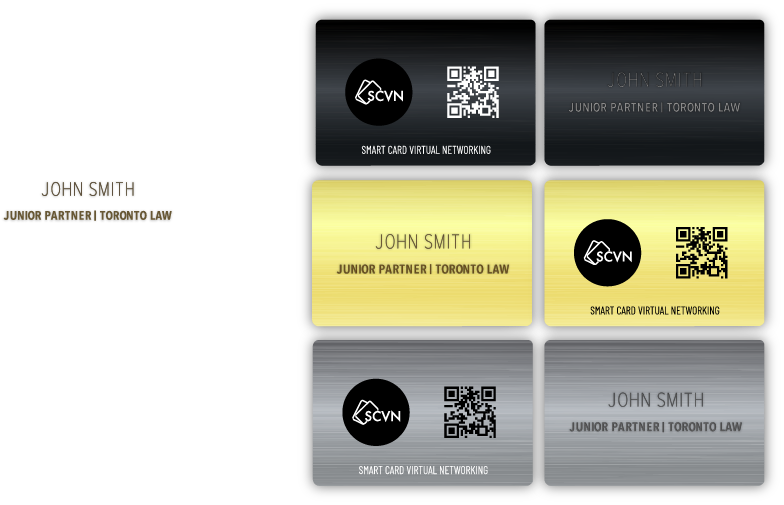 JOHN SMITH
JUNIOR PARTNER | TORONTO LAW
SCVN
SMART CARD VIRTUAL NETWORKING
JOHN SMITH
JUNIOR PARTNER | TORONTO LAW
JOHN SMITH
JUNIOR PARTNER | TORONTO LAW
SCVN
SMART CARD VIRTUAL NETWORKING
SCVN
SMART CARD VIRTUAL NETWORKING
JOHN SMITH
JUNIOR PARTNER | TORONTO LAW